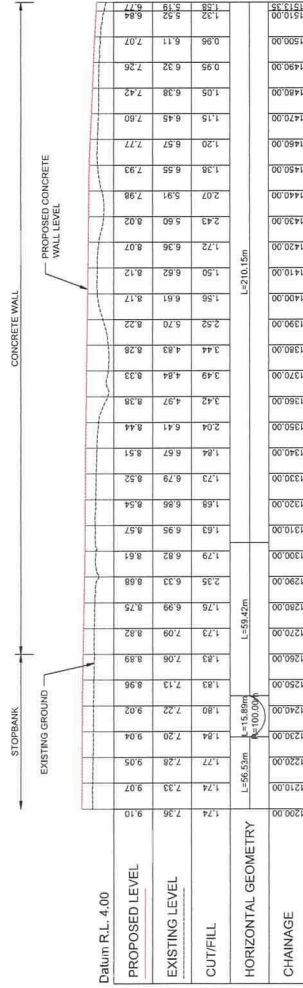 STOPBANK
CONCRETE WALL
EXISTING GROUND
PROPOSED CONCRETE
WALL LEVEL
Datum R.L. 4.00
PROPOSED LEVEL 9.10 9.07 9.05 9.04 9.02 8.96 8.89 8.82 8.75 8.68 8.61 8.57 8.54 8.52 8.51 8.44 8.38 8.33 8.28 8.22 8.17 8.12 8.07 8.02 7.98 7.93 7.77 7.60 7.42 7.26 7.07 6.84 6.77
EXISTING LEVEL 7.36 7.33 7.28 7.20 7.22 7.13 7.06 7.09 6.99 6.33 6.82 6.95 6.86 6.79 6.67 6.41 4.97 4.84 4.83 5.70 6.61 6.62 6.36 5.60 5.91 6.55 6.57 6.45 6.38 6.32 6.11 5.52 5.19
CUT/FILL 1.74 1.74 1.77 1.84 1.80 1.83 1.83 1.73 1.76 2.35 1.79 1.63 1.68 1.73 1.84 2.04 3.42 3.49 3.44 2.52 1.56 1.50 1.72 2.43 2.07 1.38 1.20 1.15 1.05 0.95 0.96 1.32 1.58
HORIZONTAL GEOMETRY L=56.53m L=15.89m R=100.00m L=59.42m L=210.15m
CHAINAGE 1200.00 1210.00 1220.00 1230.00 1240.00 1250.00 1260.00 1270.00 1280.00 1290.00 1300.00 1310.00 1320.00 1330.00 1340.00 1350.00 1360.00 1370.00 1380.00 1390.00 1400.00 1410.00 1420.00 1430.00 1440.00 1450.00 1460.00 1470.00 1480.00 1490.00 1500.00 1510.00 1513.35